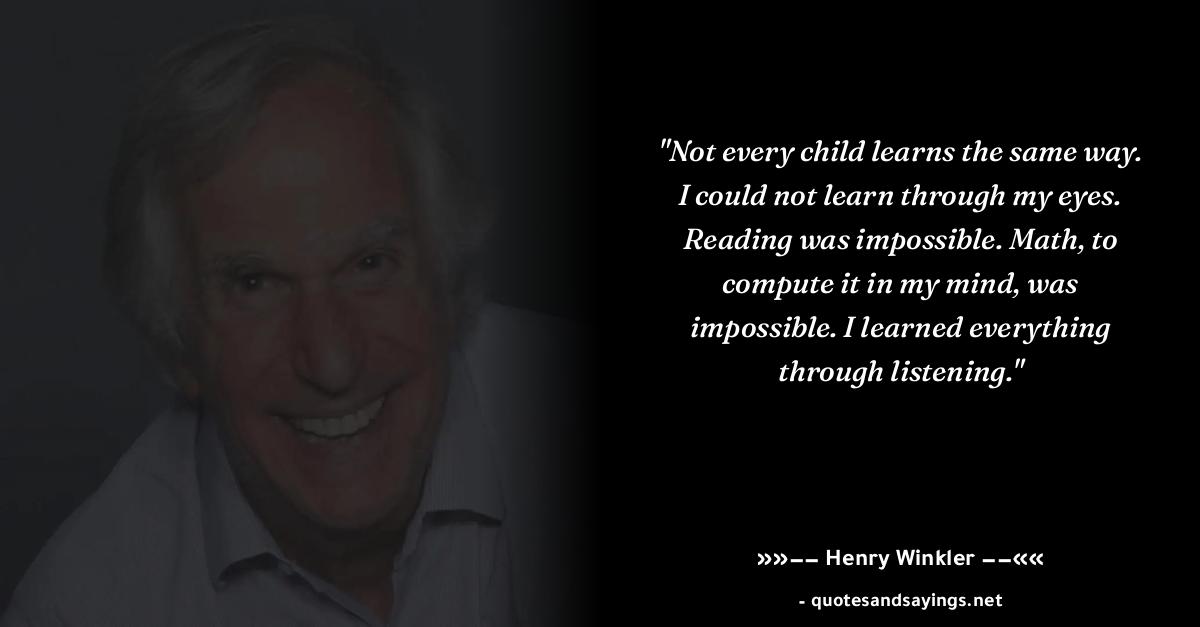 "Not every child learns the same way.
I could not learn through my eyes.
Reading was impossible. Math, to
compute it in my mind, was
impossible. I learned everything
through listening."
»»−− Henry Winkler −−««
- quotesandsayings.net